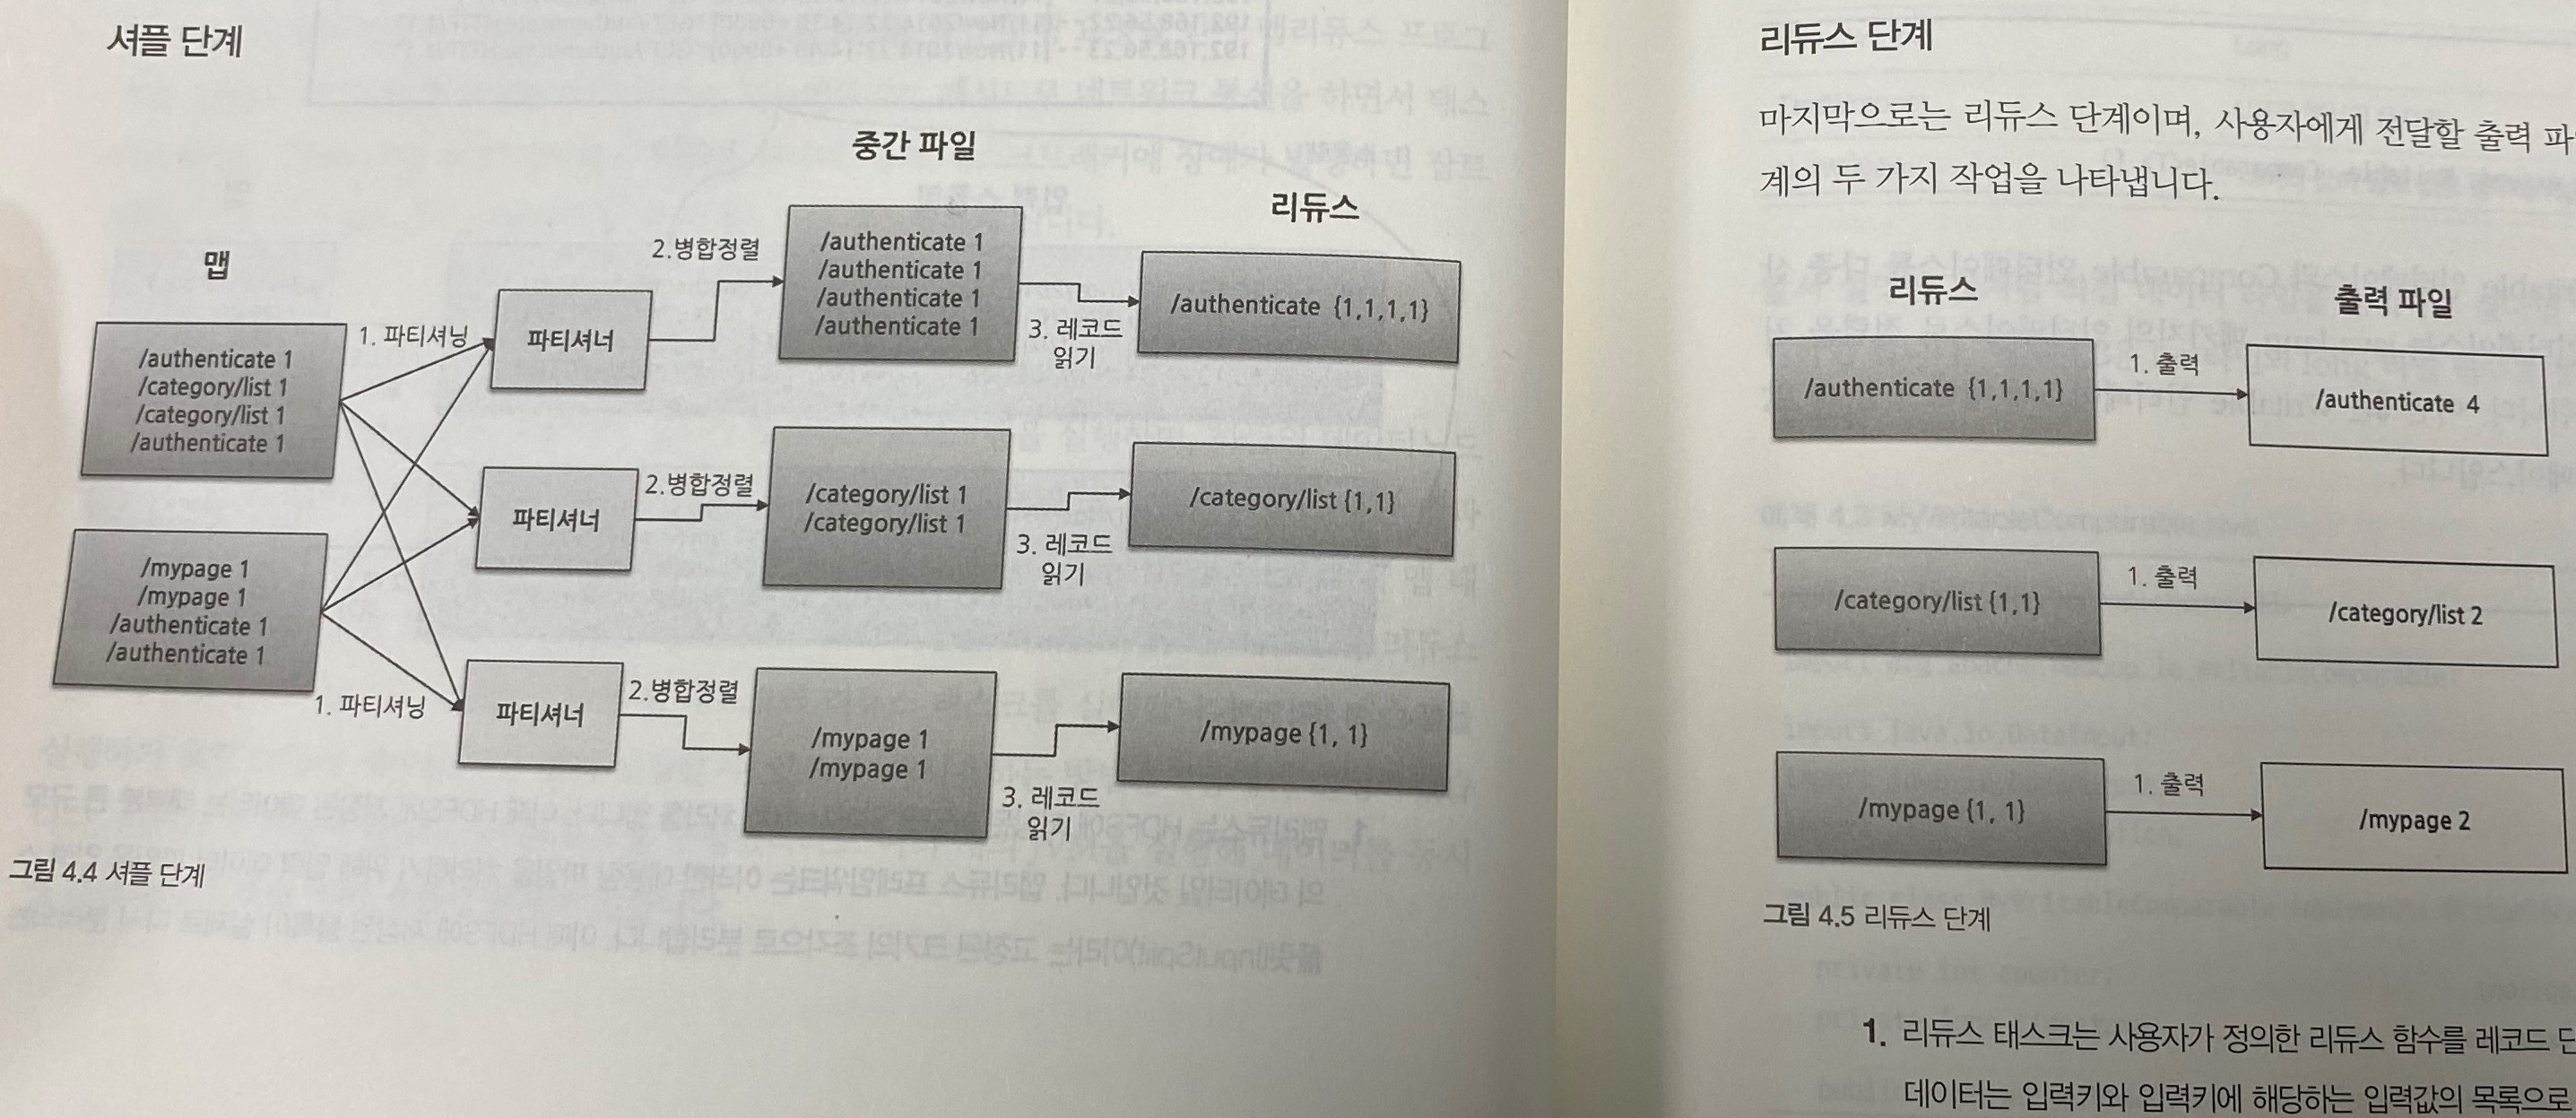 셔플 단계
맵
/authenticate 1
/category/list 1
/category/list 1
/authenticate 1
/mypage 1
/mypage 1
/authenticate 1
/authenticate 1
1. 파티셔닝
1. 파티셔닝
파티셔너
파티셔너
파티셔너
2.병합정렬
2.병합정렬
2.병합정렬
중간 파일
/authenticate 1
/authenticate 1
/authenticate 1
/authenticate 1
/category/list 1
/category/list 1
/mypage 1
/mypage 1
3. 레코드
읽기
3. 레코드
읽기
3. 레코드
읽기
리듀스
/authenticate {1,1,1,1}
/category/list {1,1}
/mypage {1, 1}
그림 4.4 셔플 단계
리듀스 단계
마지막으로는 리듀스 단계이며, 사용자에게 전달할 출력
계의 두 가지 작업을 나타냅니다.
리듀스
출력 파일
/authenticate {1,1,1,1}
1. 출력
/authenticate 4
/category/list {1,1}
1. 출력
/category/list 2
/mypage {1, 1}
1. 출력
/mypage 2
그림 4.5 리듀스 단계
1. 리듀스 태스크는 사용자가 정의한 리듀스 함수를 레코드
데이터는 입력키와 입력키에 해당하는 입력값의 목록으로